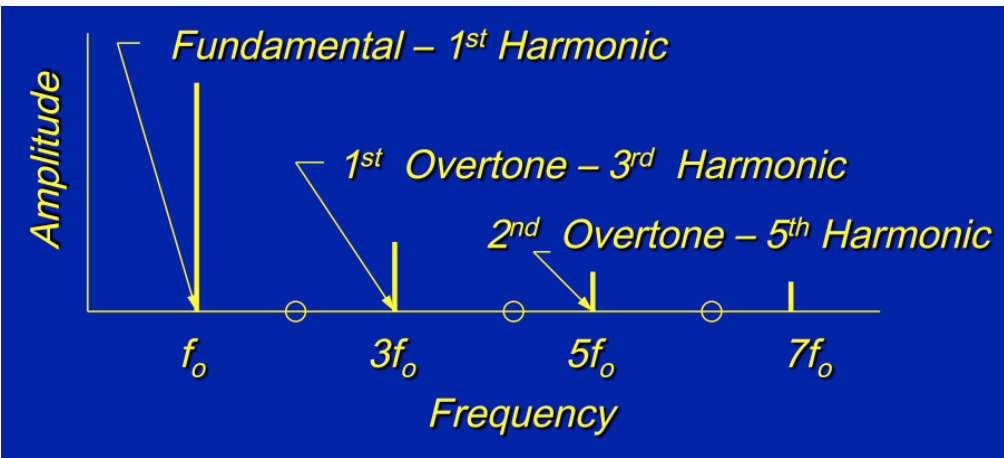 Fundamental – 1st Harmonic
Amplitude
1st Overtone – 3rd Harmonic
2nd Overtone – 5th Harmonic
fo 3fo 5fo 7fo
Frequency